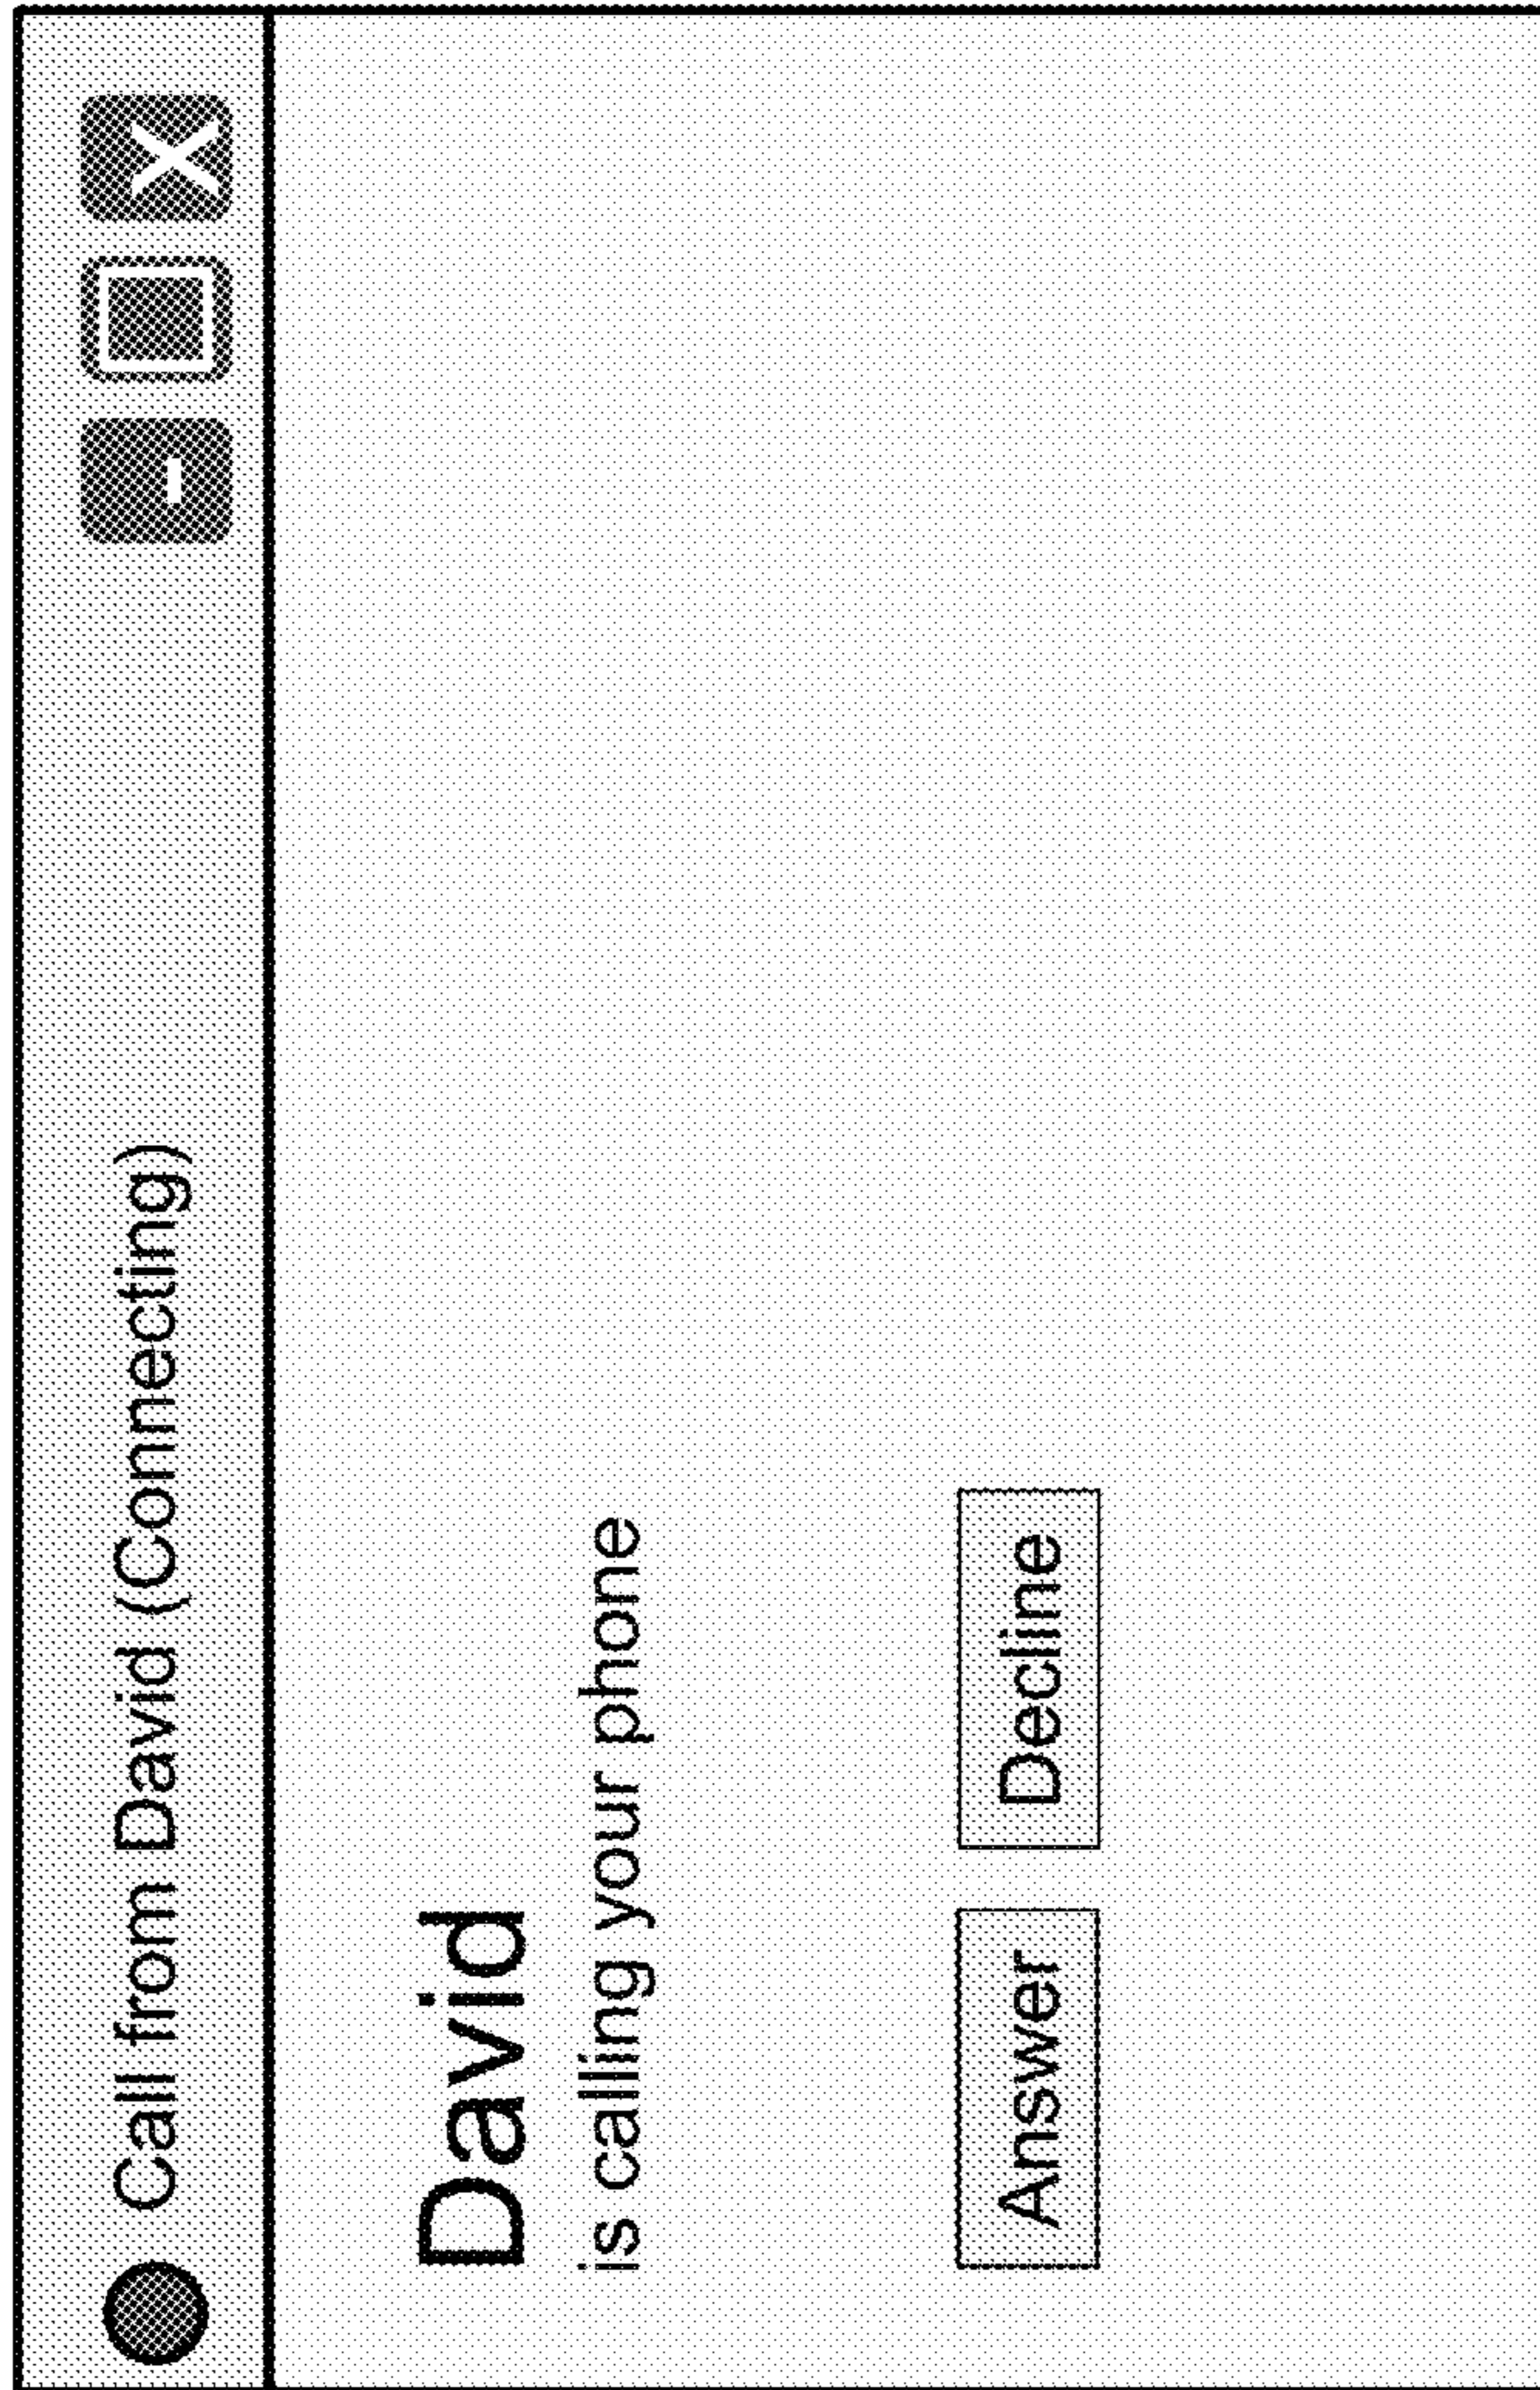 Call from David (Connecting)
- X
David
is calling your phone
Answer Decline